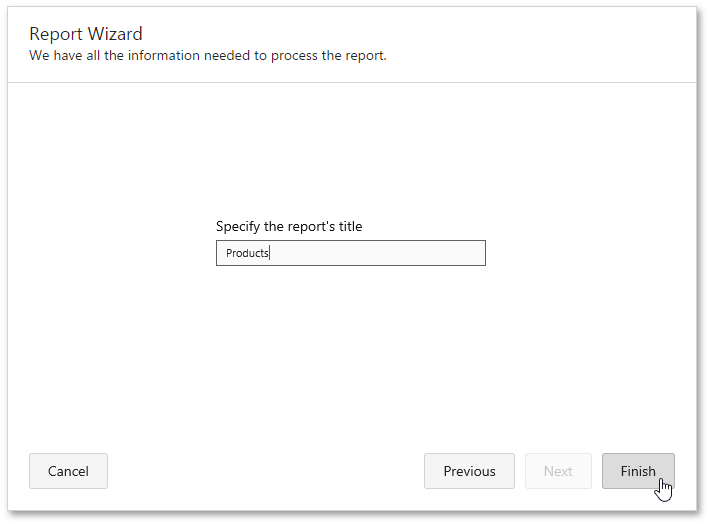 Report Wizard
We have all the information needed to process the report.
Specify the report's title
Products
Cancel
Previous
Next
Finish